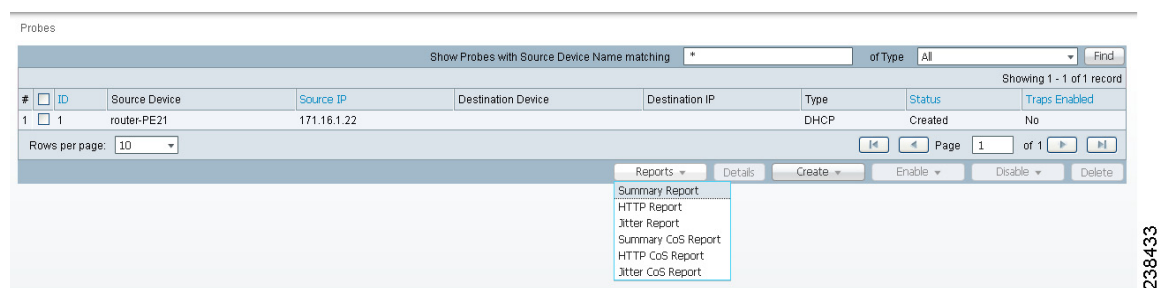 Probes
Show Probes with Source Device Name matching * of Type All Find
Showing 1 - 1 of 1 record
# ID Source Device Source IP Destination Device Destination IP Type Status Traps Enabled
1 1 router-PE21 171.16.1.22 DHCP Created No
Rows per page: 10 Page 1 of 1
Reports Details Create Enable Disable Delete
Summary Report
HTTP Report
Jitter Report
Summary CoS Report
HTTP CoS Report
Jitter CoS Report
238433